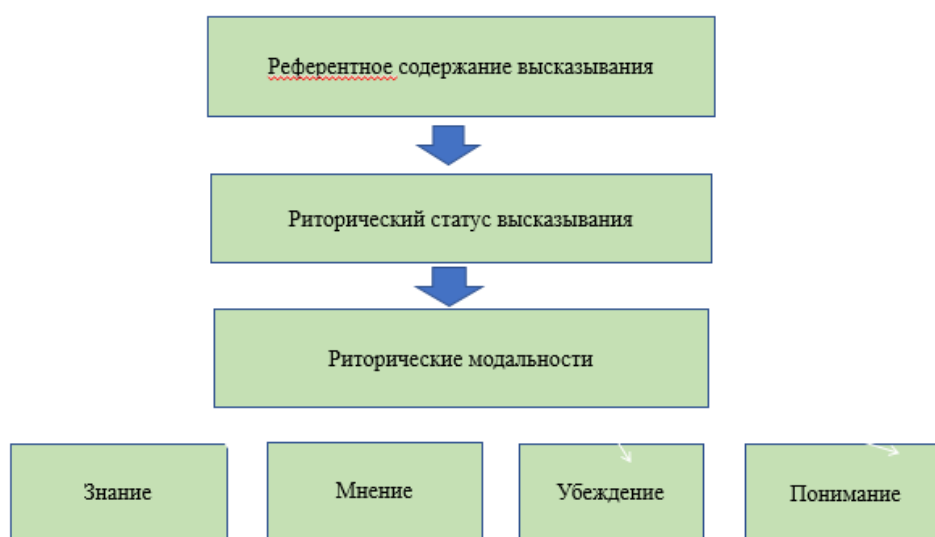 Референтное содержание высказывания
Риторический статус высказывания
Риторические модальности
Знание
Мнение
Убеждение
Понимание